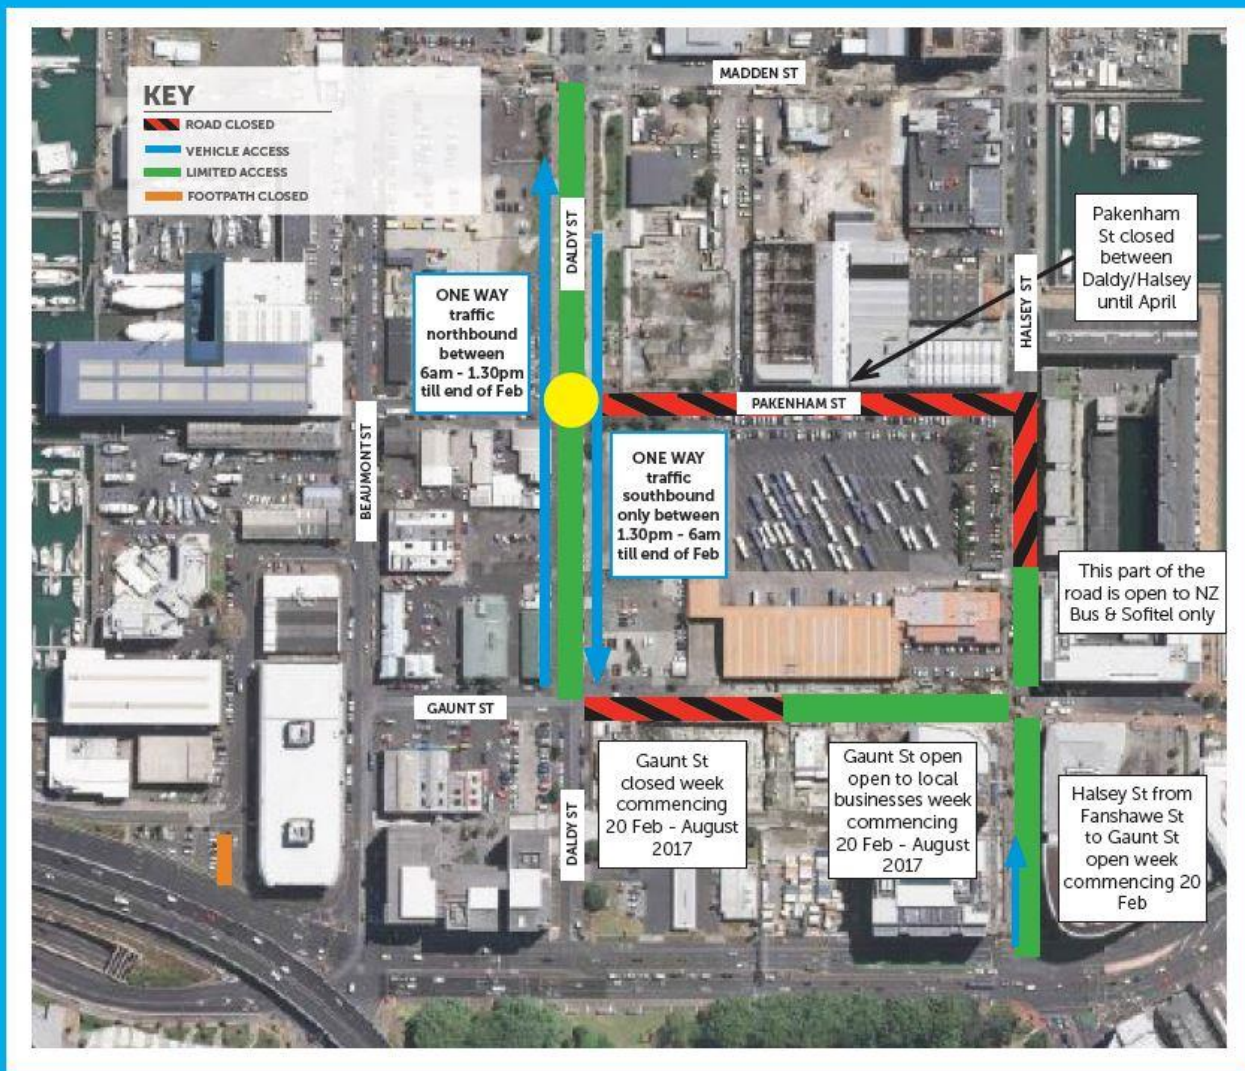 MADDEN ST
KEY
ROAD CLOSED
VEHICLE ACCESS
LIMITED ACCESS
FOOTPATH CLOSED
DALDY ST
Pakenham
St closed
between
Daldy/Halsey
until April
HALSEY ST
ONE WAY
traffic
northbound
between
6am - 1.30pm
till end of Feb
PAKENHAM ST
BEAUMONT ST
ONE WAY
traffic
southbound
only between
1.30pm - 6am
till end of Feb
This part of the
road is open to NZ
Bus & Sofitel only
GAUNT ST
Gaunt St
closed week
commencing
20 Feb - August
2017
Gaunt St open
open to local
businesses week
commencing
20 Feb - August
2017
Halsey St from
Fanshawe St
to Gaunt St
open week
commencing 20
Feb
DALDY ST